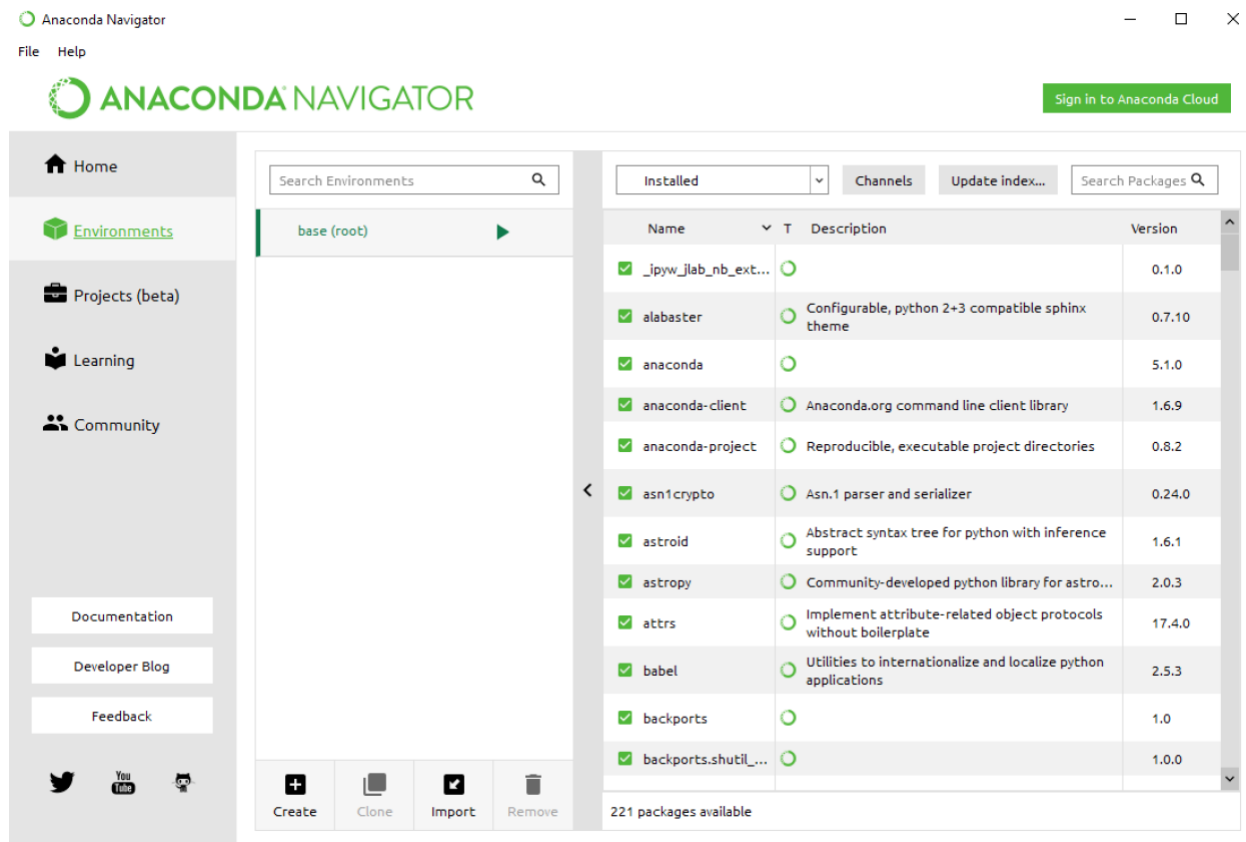 Anaconda Navigator
File Help
ANACONDA NAVIGATOR
Sign in to Anaconda Cloud
Home
Environments
Projects (beta)
Learning
Community
Documentation
Developer Blog
Feedback
You
Tube
Search Environments
base (root)
Create Clone Import Remove
Installed Channels Update index... Search Packages
Name T Description Version
_ipyw_jlab_nb_ext... 0.1.0
alabaster Configurable, python 2+3 compatible sphinx
theme 0.7.10
anaconda 5.1.0
anaconda-client Anaconda.org command line client library 1.6.9
anaconda-project Reproducible, executable project directories 0.8.2
asn1crypto Asn.1 parser and serializer 0.24.0
astroid Abstract syntax tree for python with inference
support 1.6.1
astropy Community-developed python library for astro... 2.0.3
attrs Implement attribute-related object protocols
without boilerplate 17.4.0
babel Utilities to internationalize and localize python
applications 2.5.3
backports 1.0
backports.shutil_... 1.0.0
221 packages available